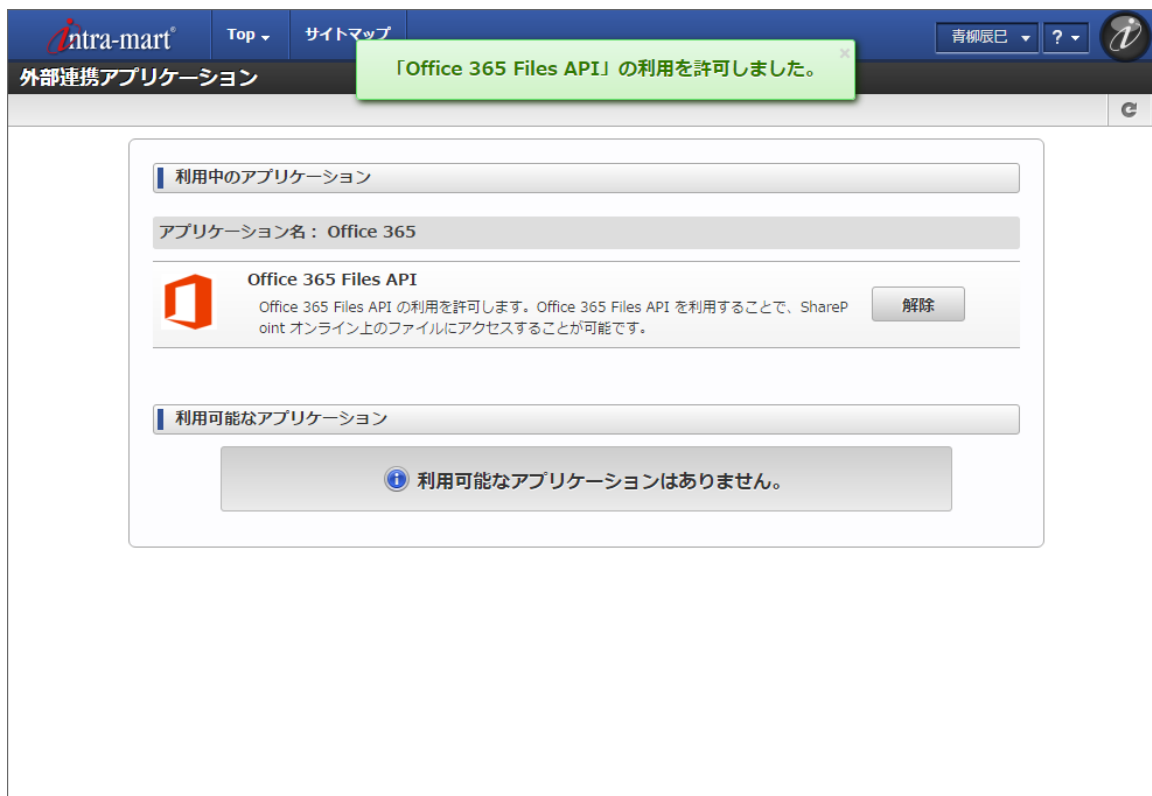 intra-mart®
Top
サイトマップ
青柳辰巳
?
外部連携アプリケーション
「Office 365 Files API」の利用を許可しました。
×
利用中のアプリケーション
アプリケーション名： Office 365
Office 365 Files API
Office 365 Files API の利用を許可します。Office 365 Files API を利用することで、ShareP
oint オンライン上のファイルにアクセスすることが可能です。
解除
利用可能なアプリケーション
利用可能なアプリケーションはありません。